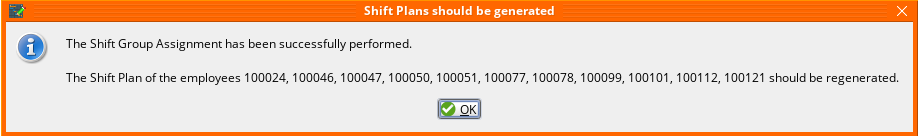 Shift Plans should be generated
The Shift Group Assignment has been successfully performed.
The Shift Plan of the employees 100024, 100046, 100047, 100050, 100051, 100077, 100078, 100099, 100101, 100112, 100121 should be regenerated.
OK